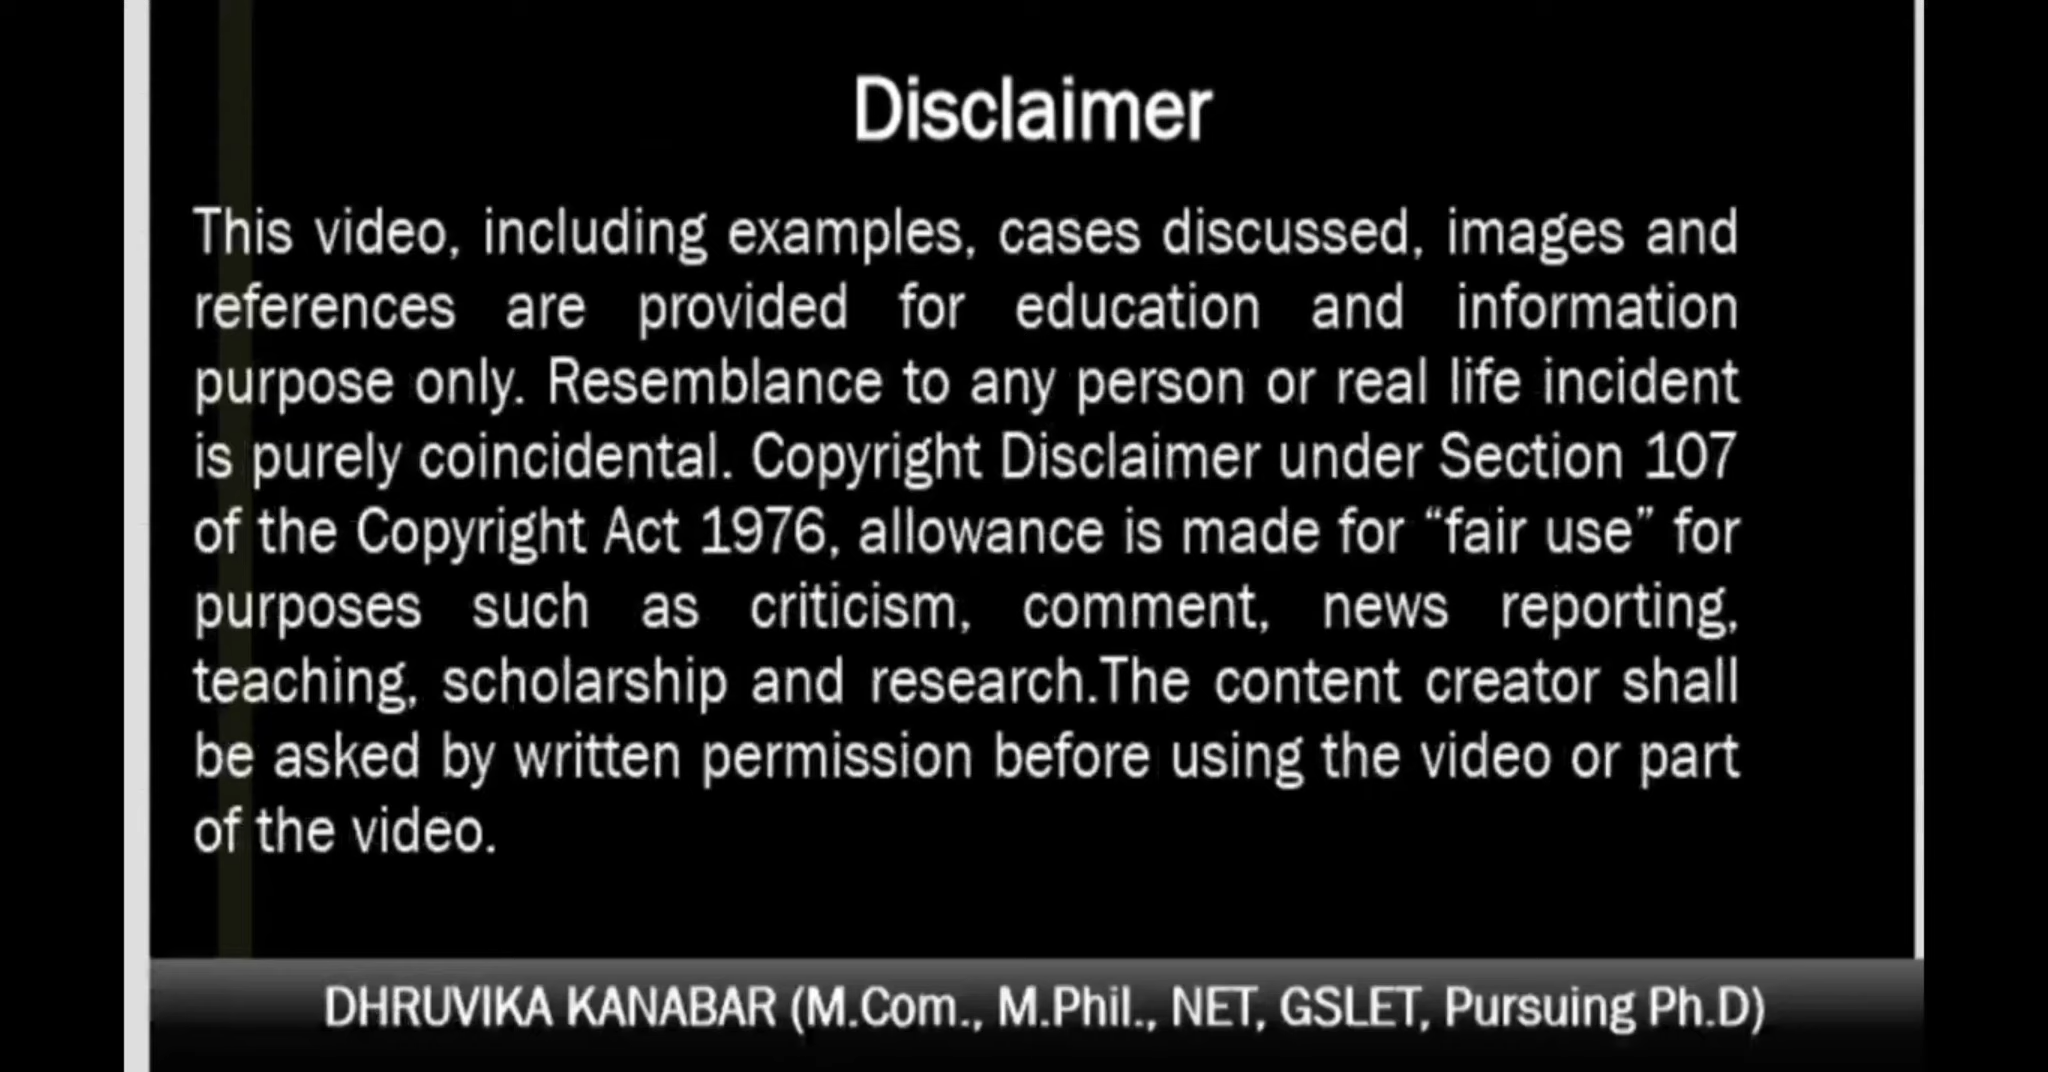 Disclaimer
This video, including examples, cases discussed, images and
references are provided for education and information
purpose only. Resemblance to any person or real life incident
is purely coincidental. Copyright Disclaimer under Section 107
of the Copyright Act 1976, allowance is made for “fair use” for
purposes such as criticism, comment, news reporting,
teaching, scholarship and research.The content creator shall
be asked by written permission before using the video or part
of the video.
DHRUVIKA KANABAR (M.Com., M.Phil., NET, GSLET, Pursuing Ph.D)